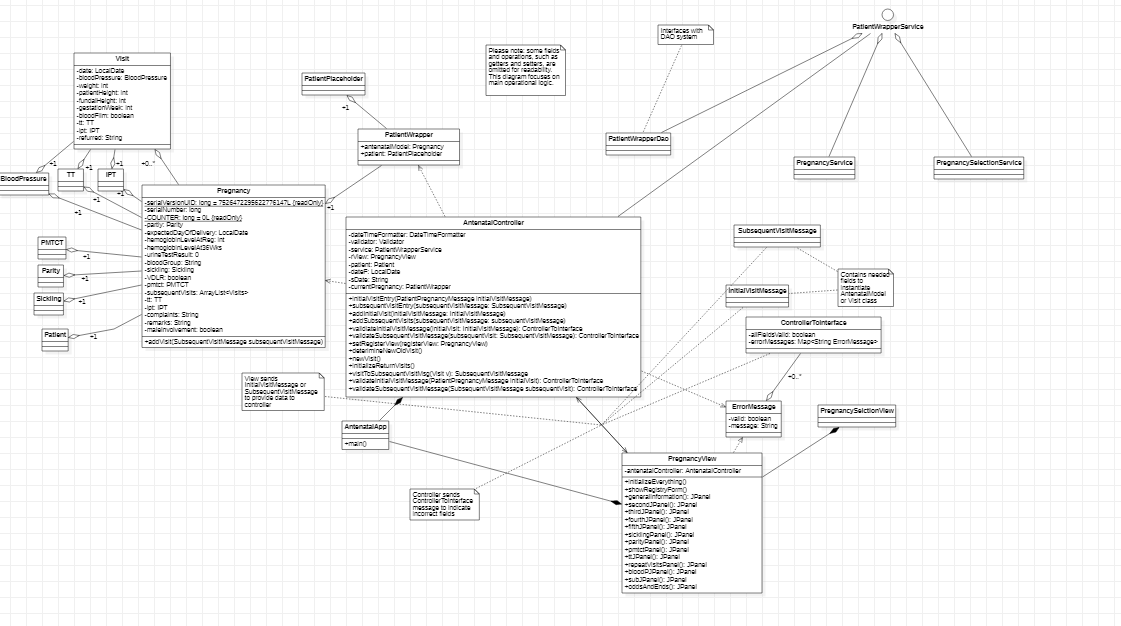 PatientWrapperService
Interfaces with
DAO system
Please note: some fields
and operations, such as
getters and setters, are
omitted for readability.
This diagram focuses on
main operational logic.
Visit
-date: LocalDate
-bloodPressure: BloodPressure
-weight: int
-patientHeight: int
-fundalHeight: int
-gestationWeek: int
-bloodFilm: boolean
-tt: TT
-ipt: IPT
-referred: String
PatientPlaceholder
+1
PatientWrapper
+antenatalModel: Pregnancy
+patient: PatientPlaceholder
PatientWrapperDao
PregnancyService
PregnancySelectionService
+1
+1
+1
+0..*
BloodPressure
TT
IPT
+1
+1
+1
+1
Pregnancy
-serialVersionUID: long = 7526472295622776147L {readOnly}
-serialNumber: long
-COUNTER: long = 0L {readOnly}
-parity: Parity
-expectedDayOfDelivery: LocalDate
-hemoglobinLevelAtReg: int
-hemoglobinLevelAt36Wks
-urineTestResult: 0
-bloodGroup: String
-sickling: Sickling
-VDLR: boolean
-pmtct: PMTCT
-subsequentVisits: ArrayList<Visits>
-tt: TT
-ipt: IPT
-complaints: String
-remarks: String
-maleInvolvement: boolean
+addVisit(SubsequentVisitMessage subsequentVisitMessage)
PMTCT
+1
Parity
+1
Sickling
+1
Patient
+1
AntenatalController
-dateTimeFormatter: DateTimeFormatter
-validator: Validator
-service: PatientWrapperService
-rView: PregnancyView
-patient: Patient
-dateF: LocalDate
-sDate: String
-currentPregnancy: PatientWrapper
+initialVisitEntry(PatientPregnancyMessage initialVisitMessage)
+subsequentVisitEntry(subsequentMessage: SubsequentVisitMessage)
+addInitialVisit(initialMessage: InitialVisitMessage)
+addSubsequentVisits(subsequentMessage: subsequentVisitMessage)
+validateInitialVisitMessage(initialVisit: InitialVisitMessage): ControllerToInterface
+validateSubsequentVisitMessage(subsequentVisit: SubsequentVisitMessage): ControllerToInterface
+setRegisterView(registerView: PregnancyView)
+determineNewOldVisit()
+newVisit()
+initializeReturnVisits()
+visitToSubsequentVisitMsg(Visit v): SubsequentVisitMessage
+validateInitialVisitMessage(PatientPregnancyMessage initialVisit): ControllerToInterface
+validateSubsequentVisitMessage(SubsequentVisitMessage subsequentVisit): ControllerToInterface
SubsequentVisitMessage
InitialVisitMessage
Contains needed
fields to
instantiate
AntenatalModel
or Visit class
ControllerToInterface
-allFieldsValid: boolean
-errorMessages: Map<String ErrorMessage>
+0..*
View sends
InitialVisitMessage or
SubsequentVisitMessage
to provide data to
controller
ErrorMessage
-valid: boolean
-message: String
PregnancySelctionView
AntenatalApp
+main()
PregnancyView
-antenatalController: AntenatalController
+initializeEverything()
+showRegistryForm()
+generalInformation(): JPanel
+secondJPanel(): JPanel
+thirdJPanel(): JPanel
+fourthJPanel(): JPanel
+fifthJPanel(): JPanel
+sicklingPanel(): JPanel
+parityPanel(): JPanel
+pmtctPanel(): JPanel
+ttJPanel(): JPanel
+repeatVisitsPanel(): JPanel
+bloodPJPanel(): JPanel
+subJPanel(): JPanel
+oddsAndEnds(): JPanel
Controller sends
ControllerToInterface
message to indicate
incorrect fields